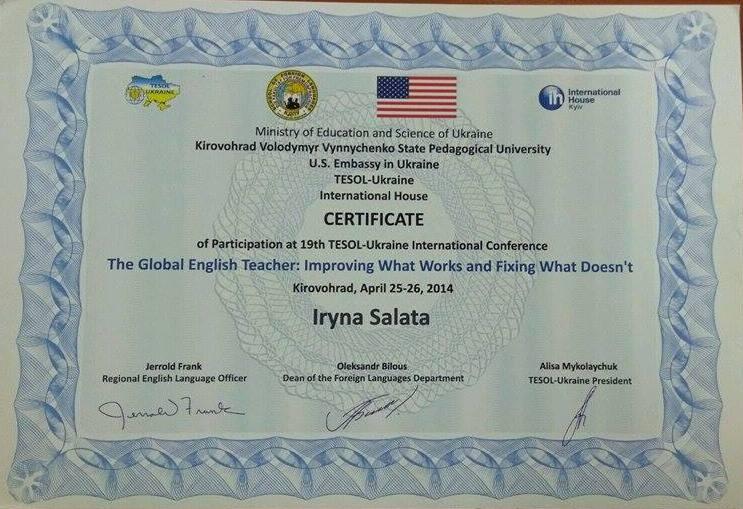 TESOL
UKRAINE
International
House
Kyiv
ih
Ministry of Education and Science of Ukraine
Kirovohrad Volodymyr Vynnychenko State Pedagogical University
U.S. Embassy in Ukraine
TESOL-Ukraine
International House
CERTIFICATE
of Participation at 19th TESOL-Ukraine International Conference
The Global English Teacher: Improving What Works and Fixing What Doesn't
Kirovohrad, April 25-26, 2014
Iryna Salata
Jerrold Frank
Regional English Language Officer
Jerrold Frank
Oleksandr Bilous
Dean of the Foreign Languages Department
Alisa Mykolaychuk
TESOL-Ukraine President